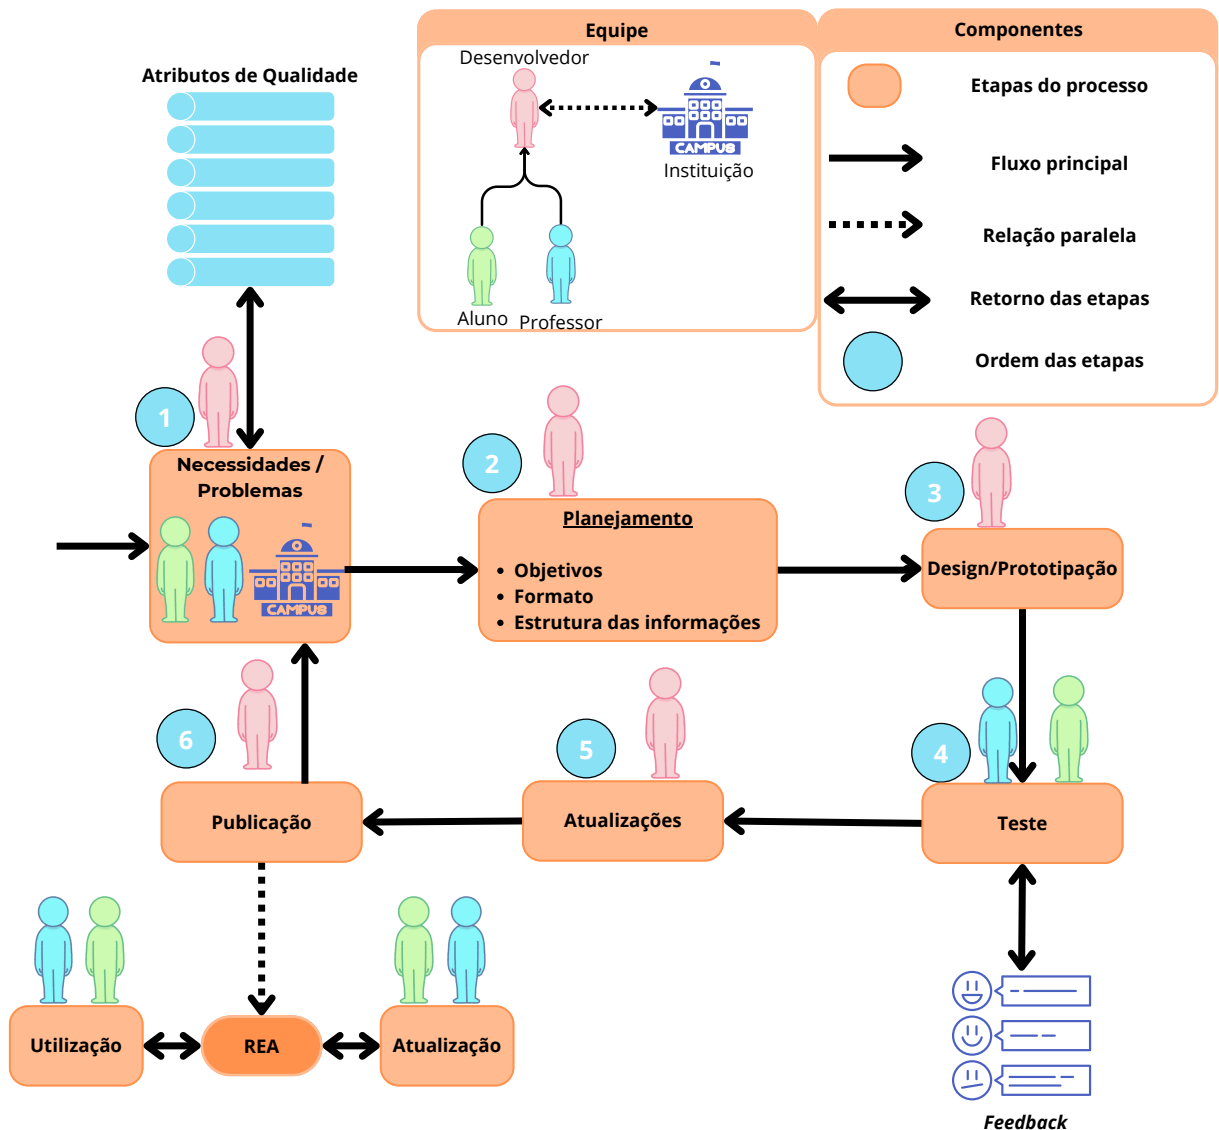 Equipe
Componentes
Desenvolvedor
Atributos de Qualidade
Etapas do processo
CAMPUS
Instituição
Fluxo principal
Relação paralela
Retorno das etapas
Aluno
Professor
Ordem das etapas
1
Necessidades /
Problemas
CAMPUS
2
Planejamento
• Objetivos
• Formato
• Estrutura das informações
3
Design/Prototipação
6
Publicação
5
Atualizações
4
Teste
Utilização
REA
Atualização
Feedback